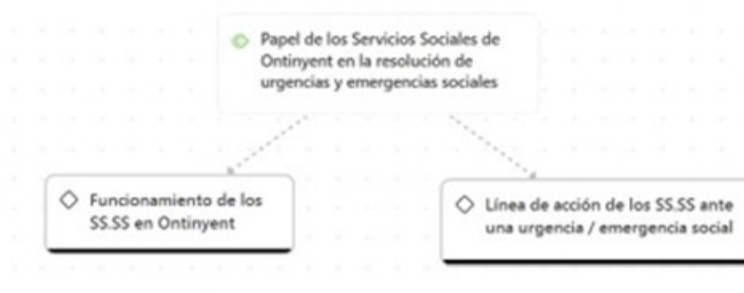 Papel de los Servicios Sociales de
Ontinyent en la resolución de
urgencias y emergencias sociales
Funcionamiento de los
SS.SS en Ontinyent
Línea de acción de los SS.SS ante
una urgencia / emergencia social